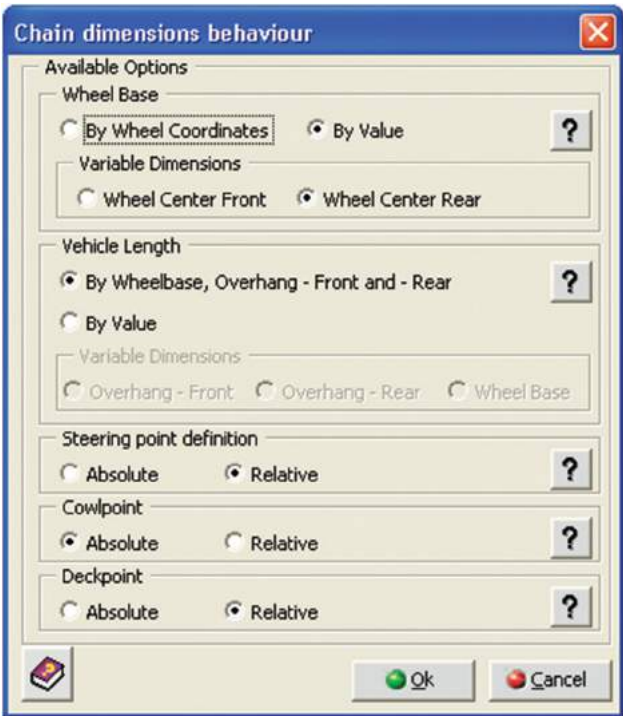 Chain dimensions behaviour
Available Options
Wheel Base
By Wheel Coordinates By Value ?
Variable Dimensions
Wheel Center Front Wheel Center Rear
Vehicle Length
By Wheelbase, Overhang - Front and - Rear ?
By Value
Variable Dimensions
Overhang - Front Overhang - Rear Wheel Base
Steering point definition
Absolute Relative ?
Cowlpoint
Absolute Relative ?
Deckpoint
Absolute Relative ?
? Ok Cancel